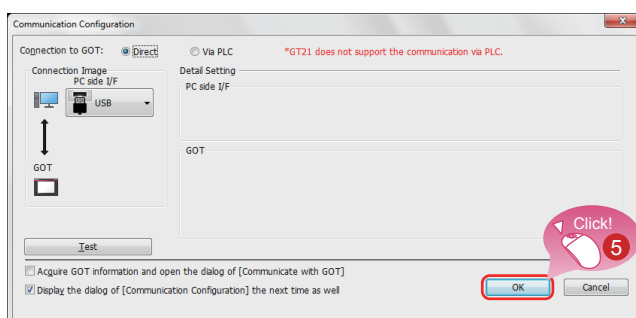 Communication Configuration
Connection to GOT: Direct Via PLC *GT21 does not support the communication via PLC.
Connection Image
PC side I/F
USB
GOT
Detail Setting
PC side I/F
GOT
Test
Click!
5
Acquire GOT information and open the dialog of [Communicate with GOT]
Display the dialog of [Communication Configuration] the next time as well
OK Cancel